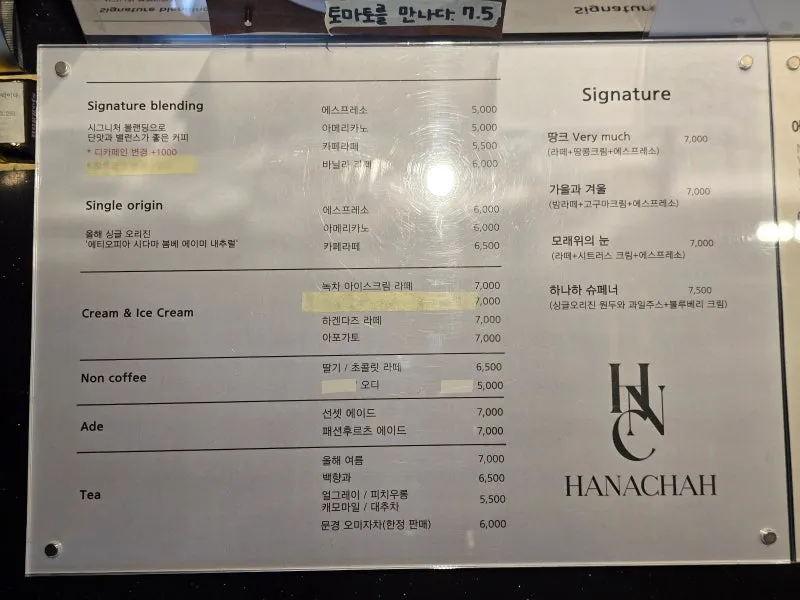 Signature blending
Signature
토마토를 만나다 7.5
Signature blending
시그니처 블랜딩으로
단맛과 밸런스가 좋은 커피
* 디카페인 변경 +1000
에스프레소 5,000
아메리카노 5,000
카페라떼 5,500
바닐라 라떼 6,000
Single origin
올해 싱글 오리진
'에티오피아 시다마 봄베 에이미 내추럴'
에스프레소 6,000
아메리카노 6,000
카페라떼 6,500
Cream & Ice Cream
녹차 아이스크림 라떼 7,000
7,000
하겐다즈 라떼 7,000
아포가토 7,000
Non coffee
딸기 / 초콜릿 라떼 6,500
오디 5,000
Ade
선셋 에이드 7,000
패션후르츠 에이드 7,000
Tea
올해 여름 7,000
백향과 6,500
얼그레이 / 피치우롱
캐모마일 / 대추차 5,500
문경 오미자차(한정 판매) 6,000
Signature
땅크 Very much 7,000
(라떼+땅콩크림+에스프레소)
가을과 겨울 7,000
(밤라떼+고구마크림+에스프레소)
모래위의 눈 7,000
(라떼+시트러스 크림+에스프레소)
하나하 슈페너 7,500
(싱글오리진 원두와 과일주스+블루베리 크림)
HNC
HANACHAH